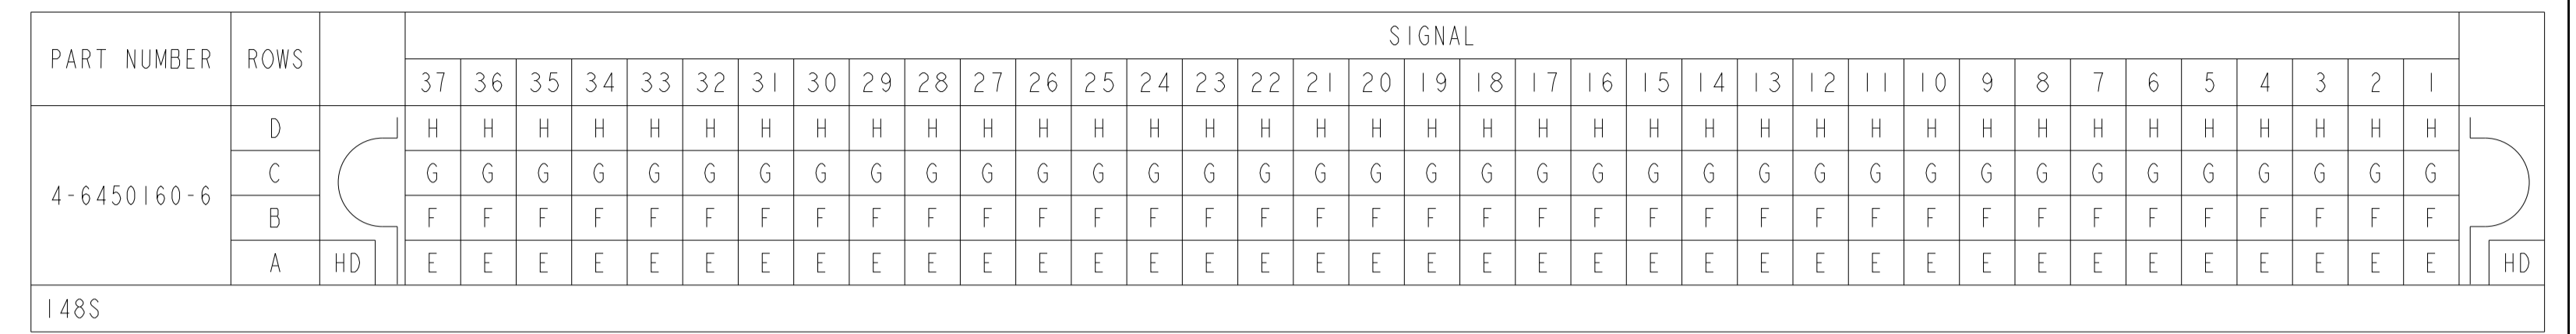 SIGNAL
PART NUMBER ROWS
37 36 35 34 33 32 31 30 29 28 27 26 25 24 23 22 21 20 19 18 17 16 15 14 13 12 11 10 9 8 7 6 5 4 3 2 1
D H H H H H H H H H H H H H H H H H H H H H H H H H H H H H H H H H H H H H
C G G G G G G G G G G G G G G G G G G G G G G G G G G G G G G G G G G G G G
4-6450160-6
B F F F F F F F F F F F F F F F F F F F F F F F F F F F F F F F F F F F F F
A HD E E E E E E E E E E E E E E E E E E E E E E E E E E E E E E E E E E E E E HD
148S